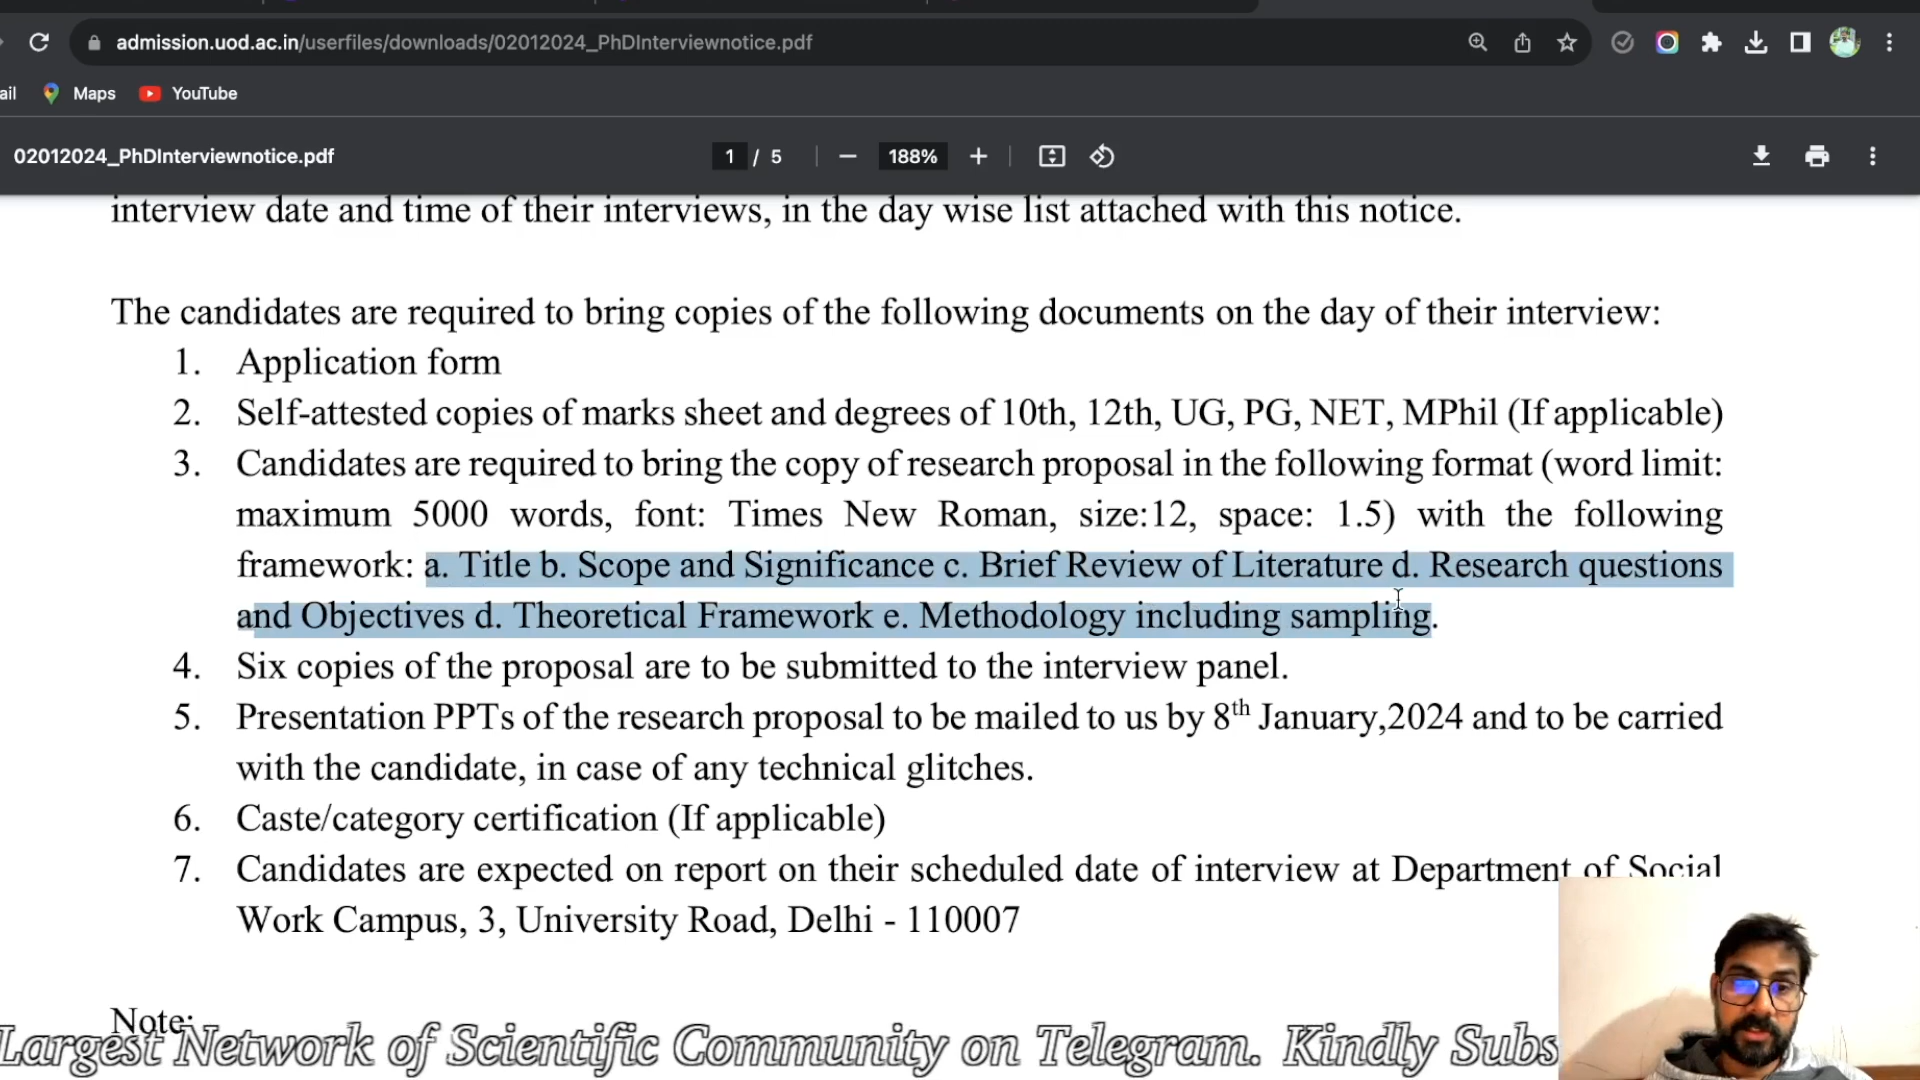 admission.uod.ac.in/userfiles/downloads/02012024_PhDInterviewnotice.pdf
ail Maps YouTube
02012024_PhDInterviewnotice.pdf 1 / 5 — 188% +
interview date and time of their interviews, in the day wise list attached with this notice.
The candidates are required to bring copies of the following documents on the day of their interview:
1. Application form
2. Self-attested copies of marks sheet and degrees of 10th, 12th, UG, PG, NET, MPhil (If applicable)
3. Candidates are required to bring the copy of research proposal in the following format (word limit:
maximum 5000 words, font: Times New Roman, size:12, space: 1.5) with the following
framework: a. Title b. Scope and Significance c. Brief Review of Literature d. Research questions
and Objectives d. Theoretical Framework e. Methodology including sampling.
4. Six copies of the proposal are to be submitted to the interview panel.
5. Presentation PPTs of the research proposal to be mailed to us by 8th January,2024 and to be carried
with the candidate, in case of any technical glitches.
6. Caste/category certification (If applicable)
7. Candidates are expected on report on their scheduled date of interview at Department of Social
Work Campus, 3, University Road, Delhi - 110007
Note:
Largest Network of Scientific Community on Telegram. Kindly Subs